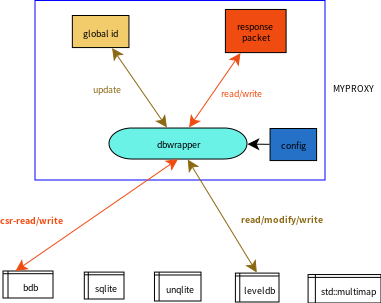 global id
response
packet
update
read/write
MYPROXY
dbwrapper
config
csr-read/write
read/modify/write
bdb
sqlite
unqlite
leveldb
std::multimap